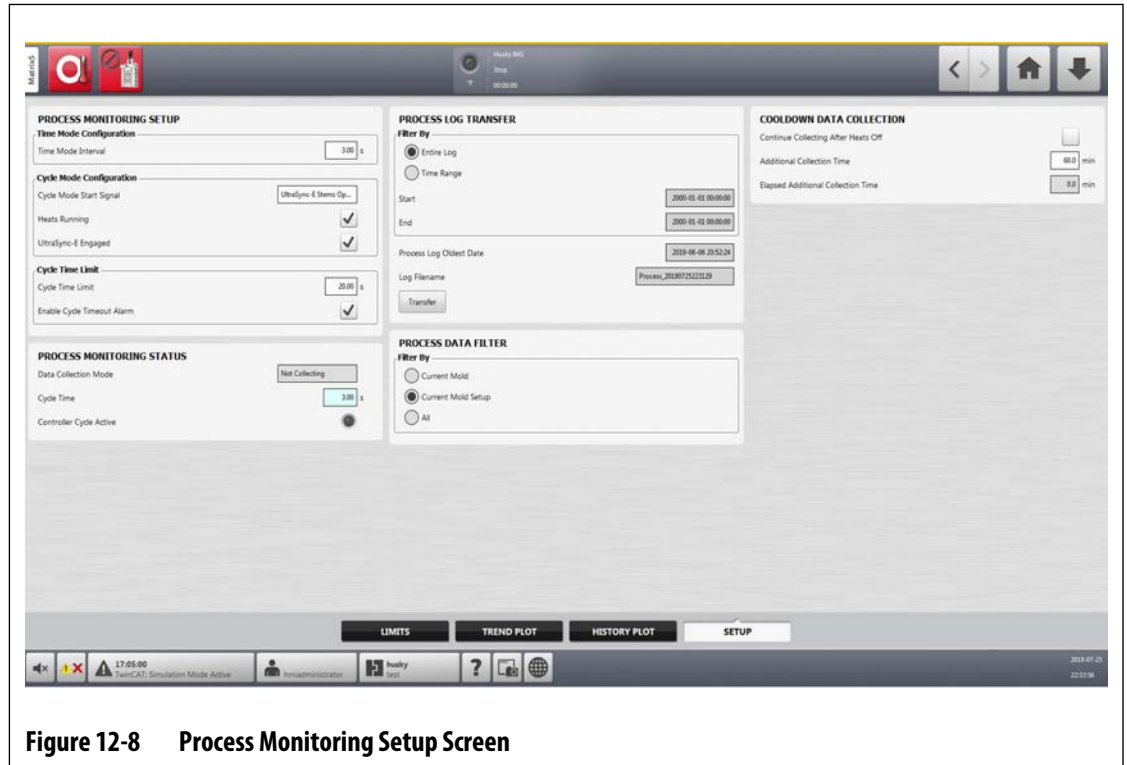 Matrix5
Husky IMS
Stop
00:00:00
PROCESS MONITORING SETUP
Time Mode Configuration
Time Mode Interval 3.00 s
Cycle Mode Configuration
Cycle Mode Start Signal UltraSync-E Stems Op...
Heats Running
UltraSync-E Engaged
Cycle Time Limit
Cycle Time Limit 20.00 s
Enable Cycle Timeout Alarm
PROCESS MONITORING STATUS
Data Collection Mode Not Collecting
Cycle Time 3.00 s
Controller Cycle Active
PROCESS LOG TRANSFER
Filter By
Entire Log
Time Range
Start 2000-01-01 00:00:00
End 2000-01-01 00:00:00
Process Log Oldest Date 2019-06-06 20:52:24
Log Filename Process_20190725223129
Transfer
PROCESS DATA FILTER
Filter By
Current Mold
Current Mold Setup
All
COOLDOWN DATA COLLECTION
Continue Collecting After Heats Off
Additional Collection Time 60.0 min
Elapsed Additional Collection Time 0.0 min
LIMITS TREND PLOT HISTORY PLOT SETUP
17:05:00
TwinCAT: Simulation Mode Active
hmiadministrator
husky
test
?
2019-07-25
22:32:56
Figure 12-8 Process Monitoring Setup Screen